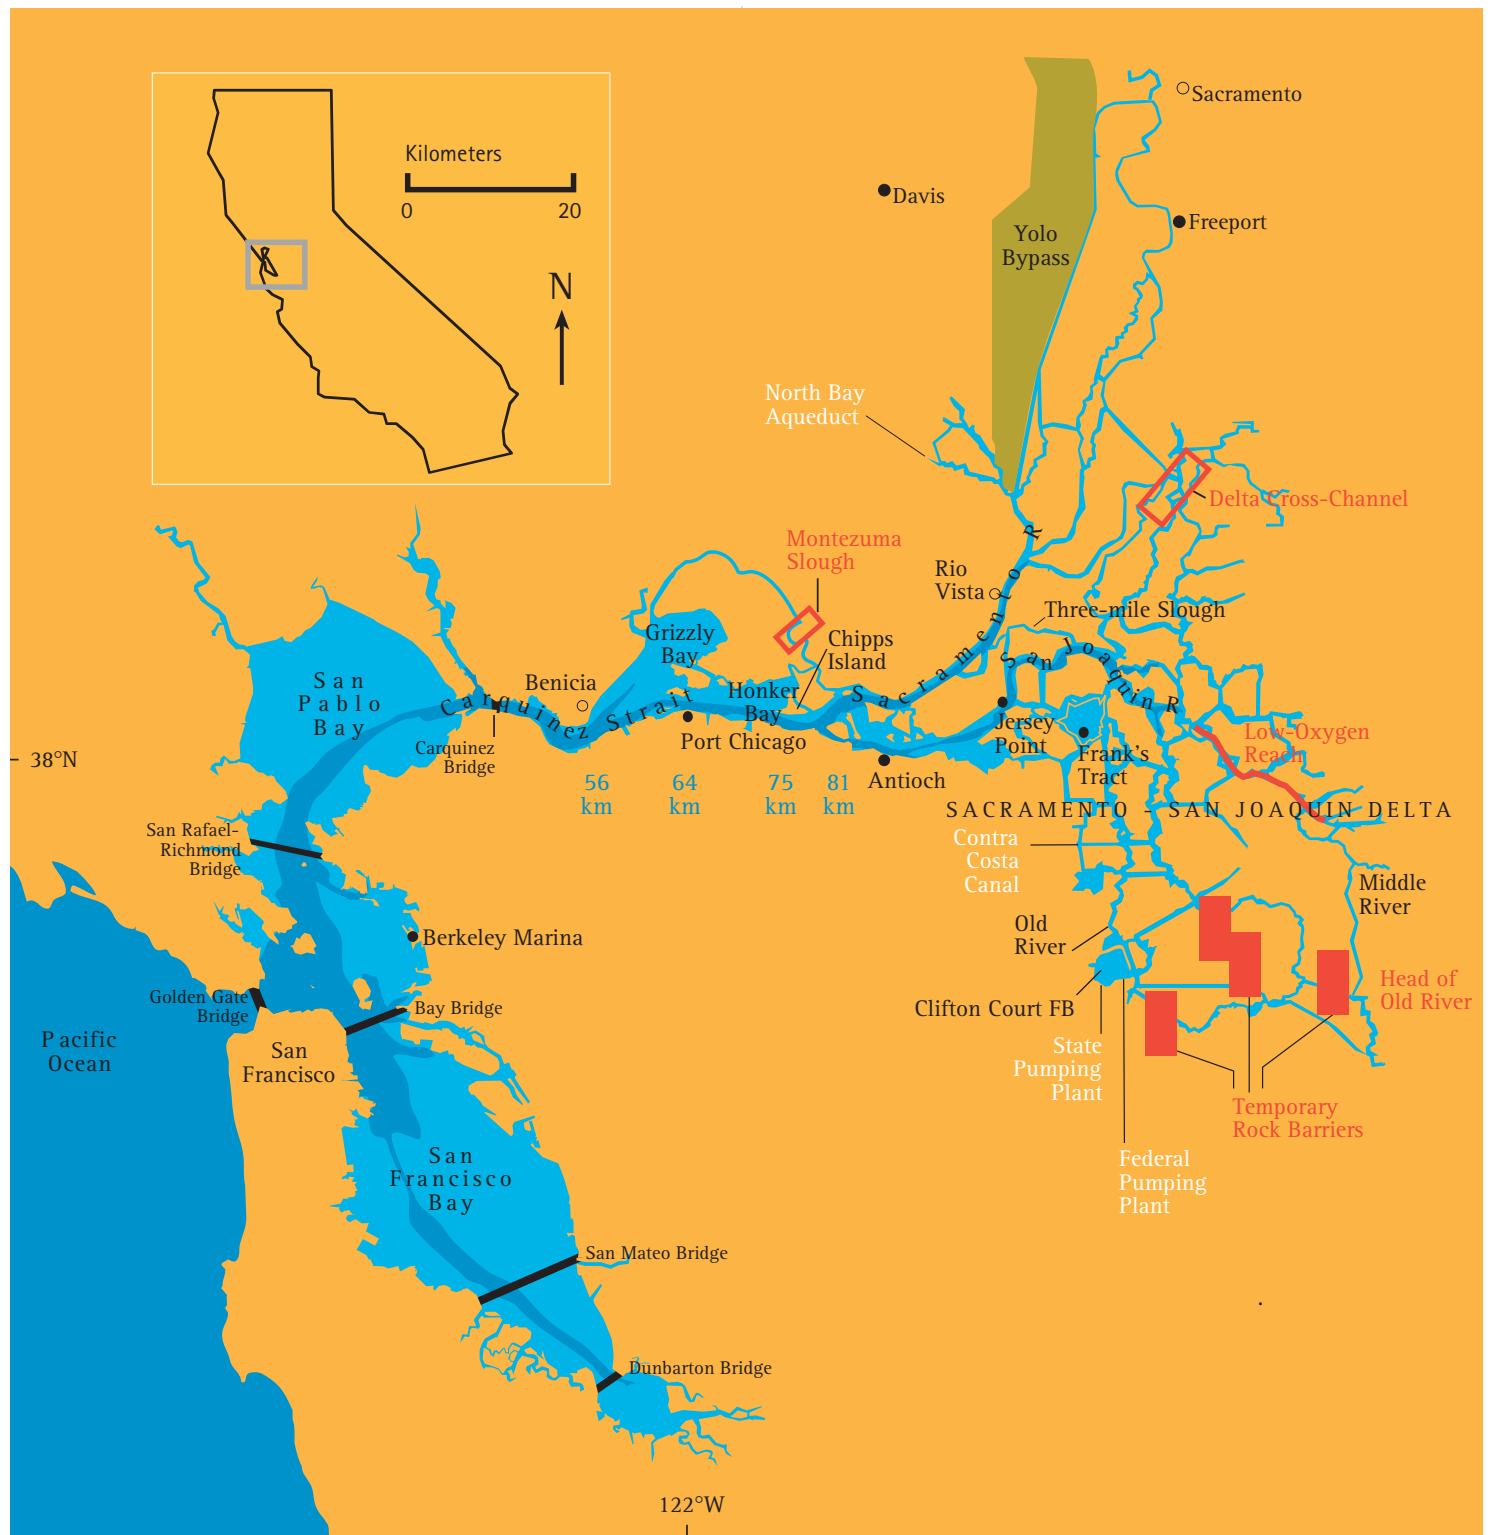 Sacramento
Kilometers
0
20
Davis
Freeport
Yolo
Bypass
N
North Bay
Aqueduct
Delta Cross-Channel
Montezuma
Slough
Rio
Vista
Three-mile Slough
Sacramento R
San Joaquin R
Grizzly
Bay
Chipps
Island
San
Pablo
Bay
Benicia
Honker
Bay
Carquinez Strait
Carquinez
Bridge
Port Chicago
Jersey
Point
Frank's
Tract
Low-Oxygen
Reach
38°N
Antioch
56
km
64
km
75
km
81
km
SACRAMENTO - SAN JOAQUIN DELTA
San Rafael-
Richmond
Bridge
Contra
Costa
Canal
Middle
River
Old
River
Berkeley Marina
Head of
Old River
Golden Gate
Bridge
Bay Bridge
Clifton Court FB
Pacific
Ocean
San
Francisco
State
Pumping
Plant
Temporary
Rock Barriers
San
Francisco
Bay
Federal
Pumping
Plant
San Mateo Bridge
Dunbarton Bridge
122°W